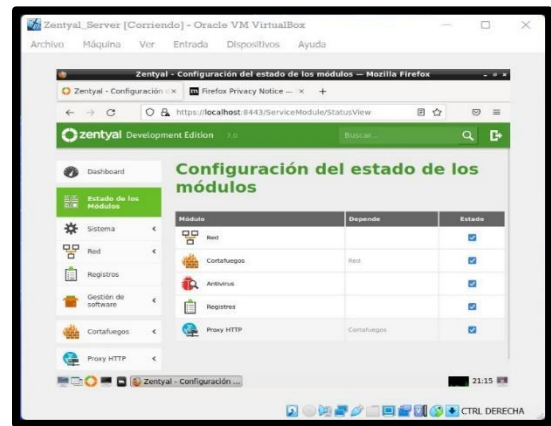 Zentyal_Server [Corriendo] - Oracle VM VirtualBox
Archivo Máquina Ver Entrada Dispositivos Ayuda
Zentyal - Configuración del estado de los módulos — Mozilla Firefox
Zentyal - Configuración Firefox Privacy Notice —
https://localhost:8443/ServiceModule/StatusView
zentyal Development Edition 7.0 Buscar...
Dashboard
Estado de los
Módulos
Sistema
Red
Registros
Gestión de
software
Cortafuegos
Proxy HTTP
Configuración del estado de los
módulos
Módulo Depende Estado
Red
Cortafuegos Red
Antivirus
Registros
Proxy HTTP Cortafuegos
Zentyal - Configuración ... 21:15
CTRL DERECHA